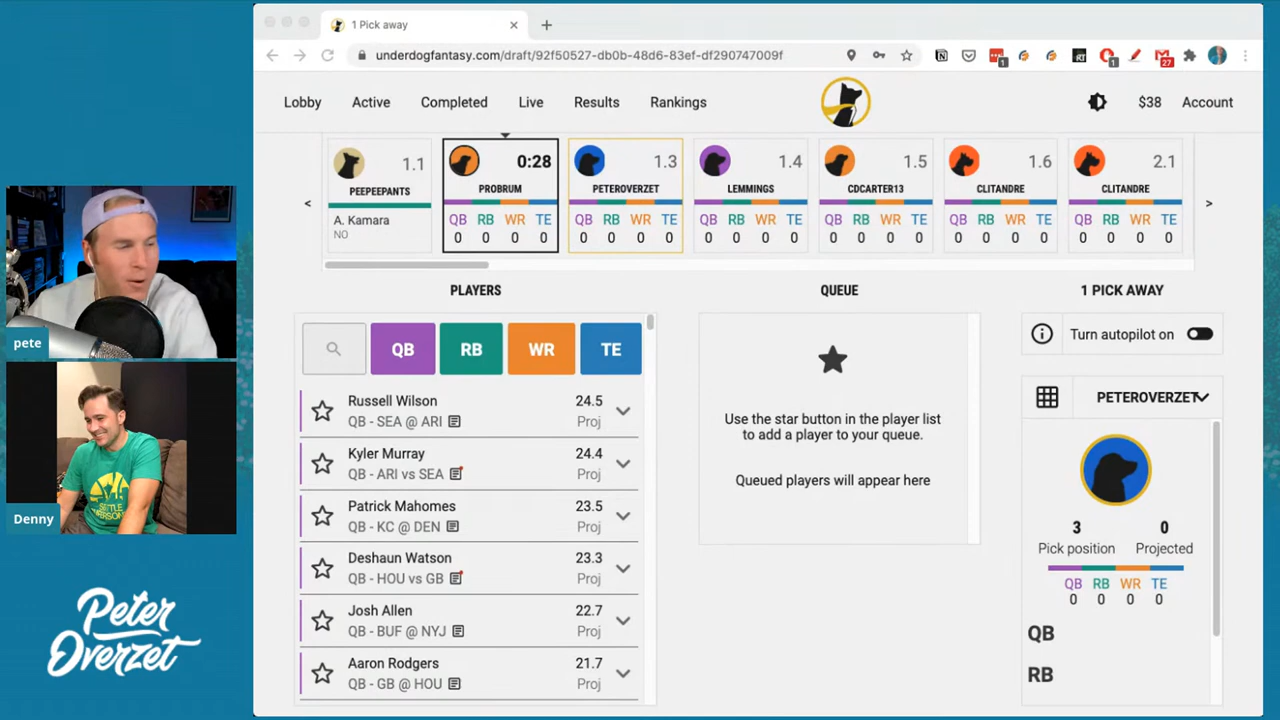 1 Pick away
underdogfantasy.com/draft/92f50527-db0b-48d6-83ef-df290747009f
1
1
27
Lobby Active Completed Live Results Rankings $38 Account
1.1
PEEPEEPANTS
A. Kamara
NO
0:28
PROBRUM
QB RB WR TE
0 0 0 0
1.3
PETEROVERZET
QB RB WR TE
0 0 0 0
1.4
LEMMINGS
QB RB WR TE
0 0 0 0
1.5
CDCARTER13
QB RB WR TE
0 0 0 0
1.6
CLITANDRE
QB RB WR TE
0 0 0 0
2.1
CLITANDRE
QB RB WR TE
0 0 0 0
< >
PLAYERS
QB RB WR TE
Russell Wilson 24.5
QB - SEA @ ARI Proj
Kyler Murray 24.4
QB - ARI vs SEA Proj
Patrick Mahomes 23.5
QB - KC @ DEN Proj
Deshaun Watson 23.3
QB - HOU vs GB Proj
Josh Allen 22.7
QB - BUF @ NYJ Proj
Aaron Rodgers 21.7
QB - GB @ HOU Proj
QUEUE
Use the star button in the player list
to add a player to your queue.
Queued players will appear here
1 PICK AWAY
Turn autopilot on
PETEROVERZET
3 0
Pick position Projected
QB RB WR TE
0 0 0 0
QB
RB
pete
Denny
Peter
Overzet